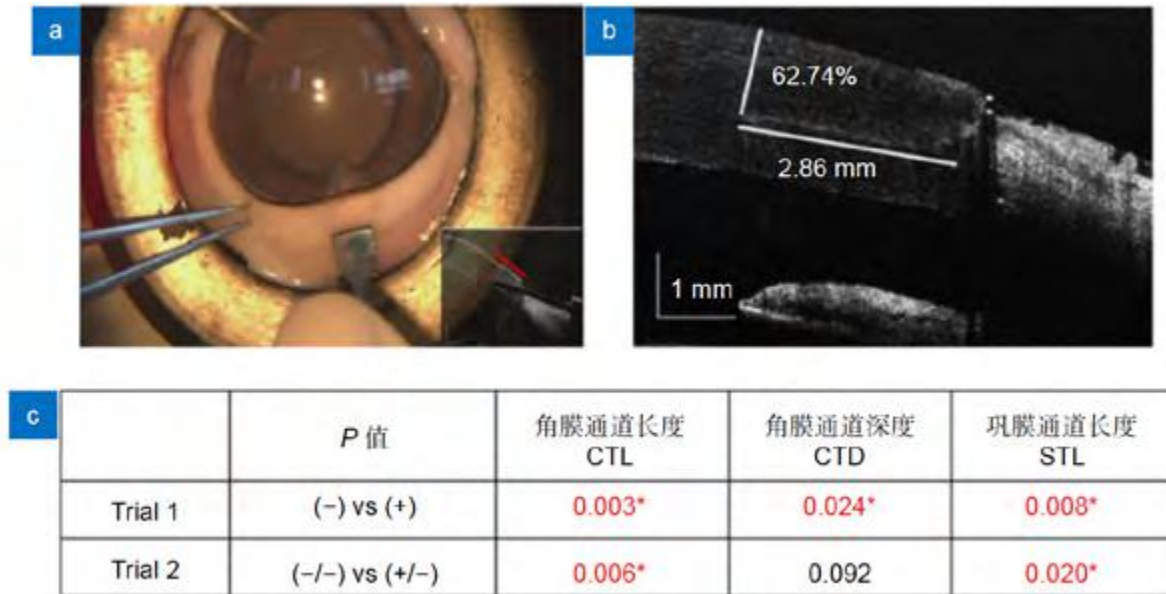 a
b
62.74%
2.86 mm
1 mm
c
P 值
角膜通道长度
CTL
角膜通道深度
CTD
巩膜通道长度
STL
Trial 1
(−) vs (+)
0.003*
0.024*
0.008*
Trial 2
(−/−) vs (+/−)
0.006*
0.092
0.020*